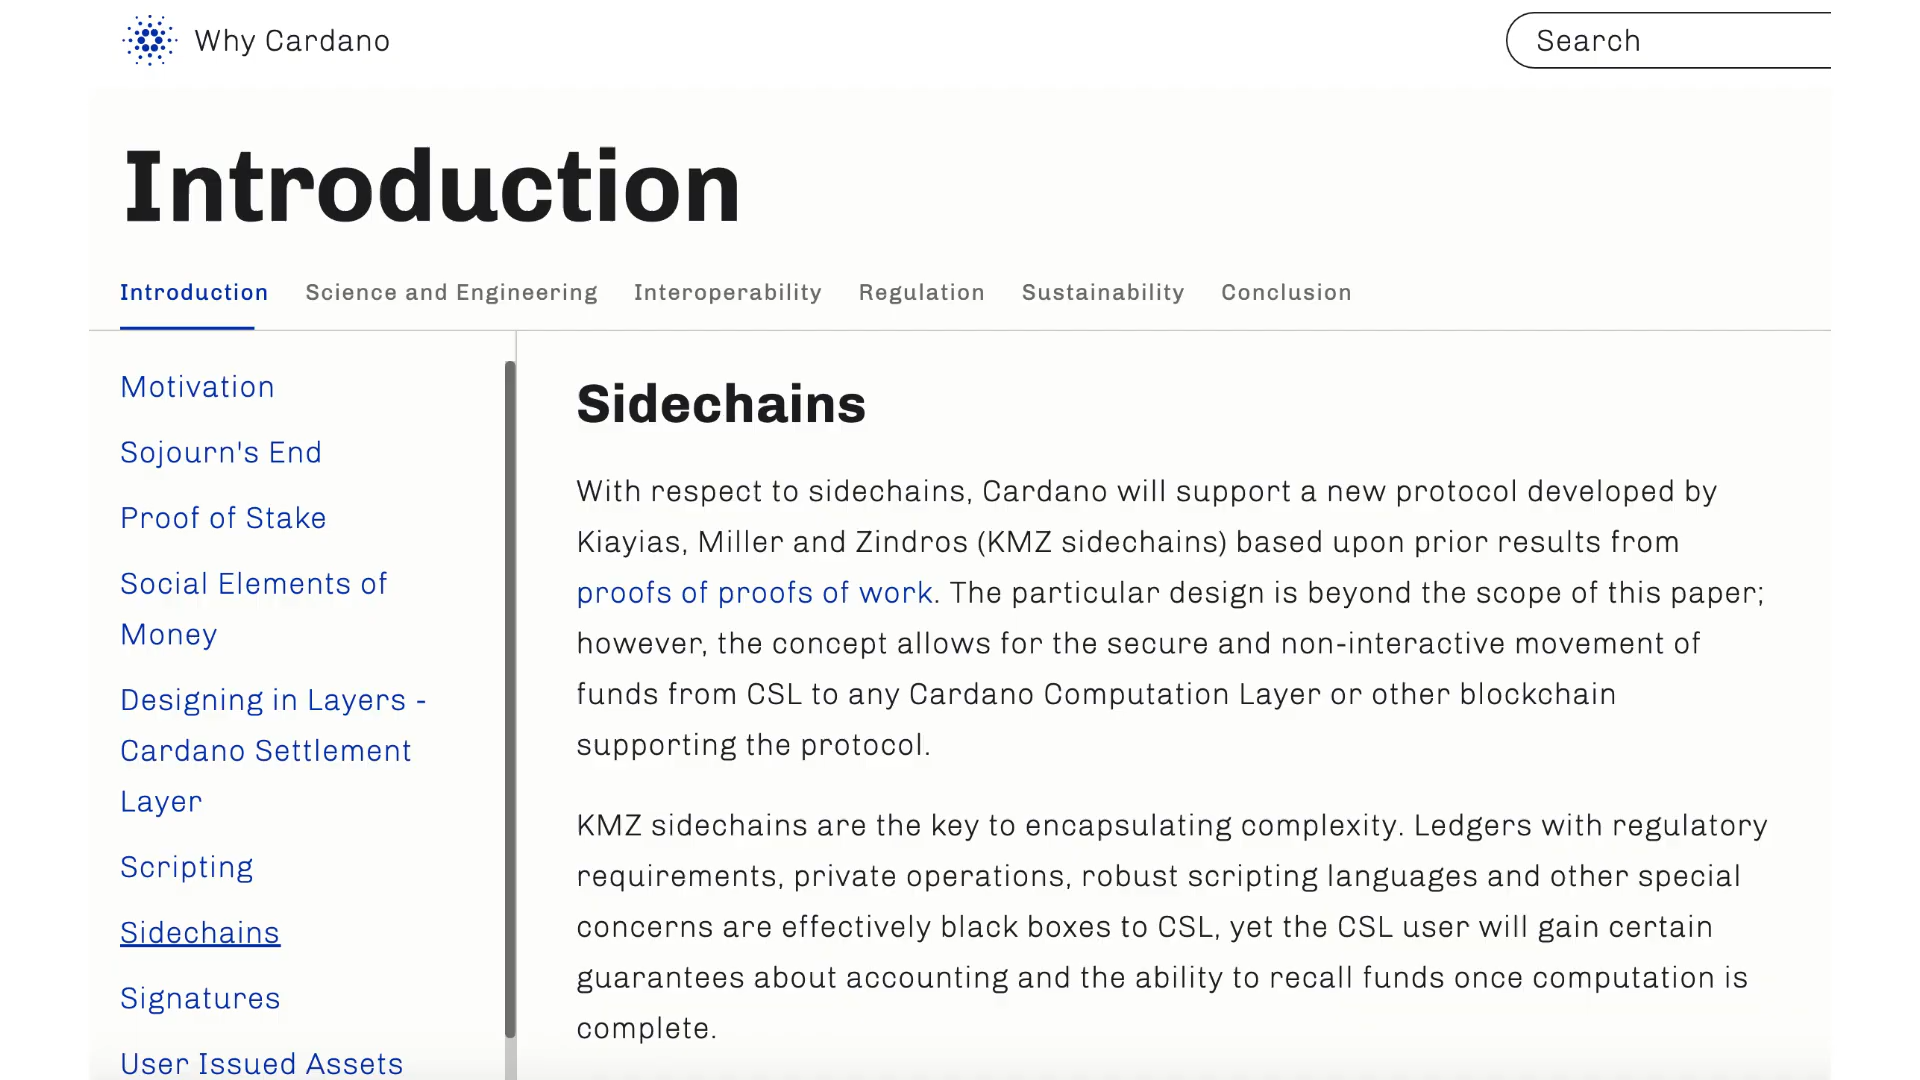 Why Cardano
Search
Introduction
Introduction
Science and Engineering
Interoperability
Regulation
Sustainability
Conclusion
Motivation
Sojourn's End
Proof of Stake
Social Elements of
Money
Designing in Layers -
Cardano Settlement
Layer
Scripting
Sidechains
Signatures
User Issued Assets
Sidechains
With respect to sidechains, Cardano will support a new protocol developed by
Kiayias, Miller and Zindros (KMZ sidechains) based upon prior results from
proofs of proofs of work. The particular design is beyond the scope of this paper;
however, the concept allows for the secure and non-interactive movement of
funds from CSL to any Cardano Computation Layer or other blockchain
supporting the protocol.
KMZ sidechains are the key to encapsulating complexity. Ledgers with regulatory
requirements, private operations, robust scripting languages and other special
concerns are effectively black boxes to CSL, yet the CSL user will gain certain
guarantees about accounting and the ability to recall funds once computation is
complete.